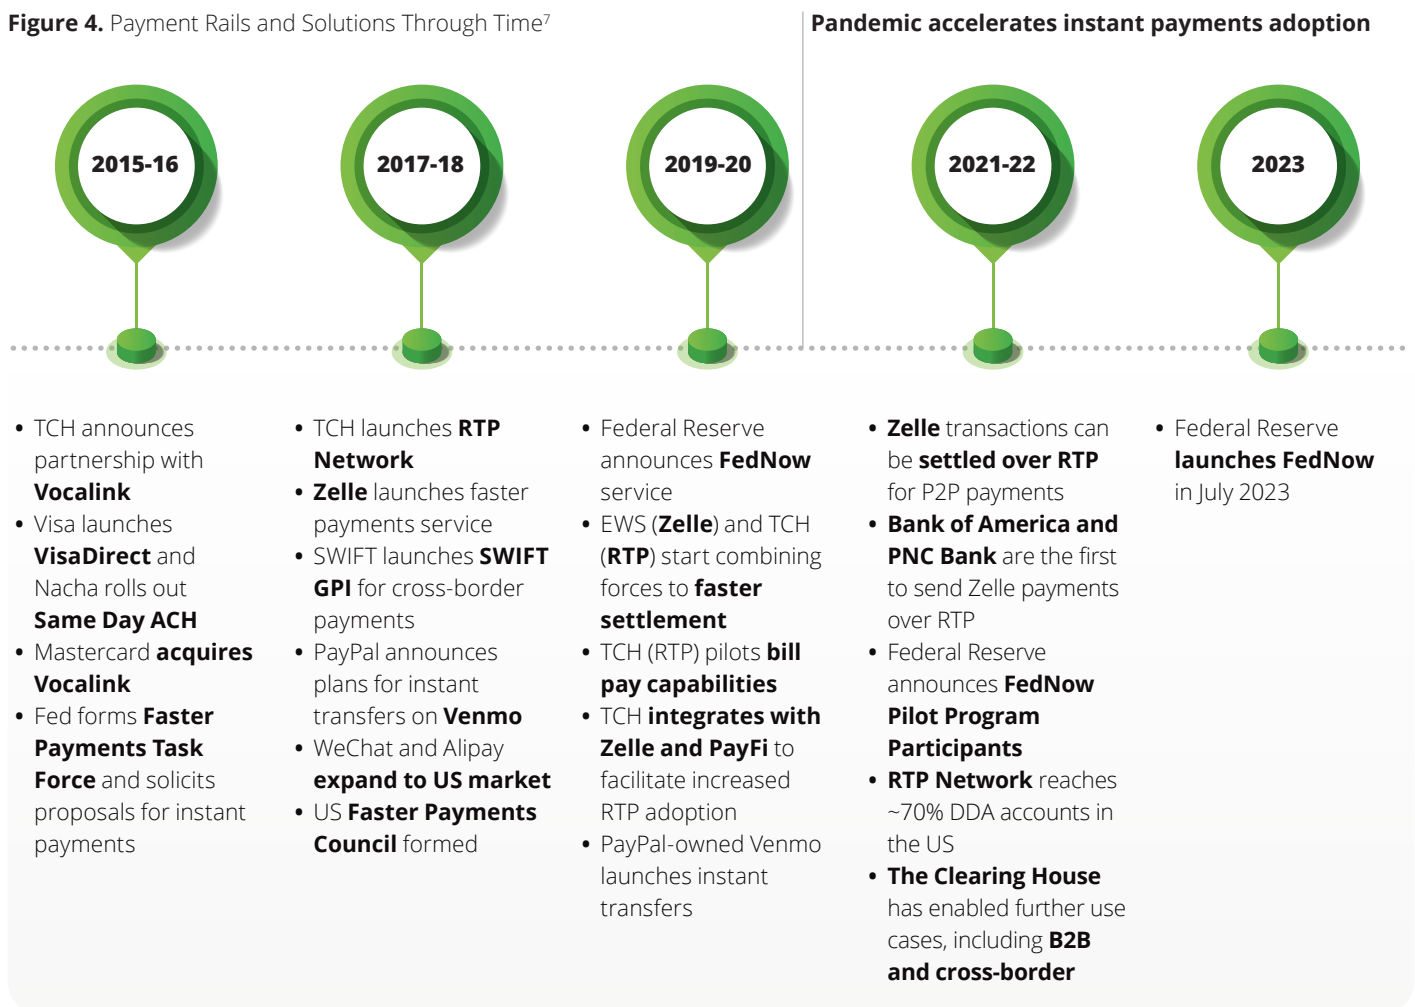 Figure 4. Payment Rails and Solutions Through Time7
Pandemic accelerates instant payments adoption
2015-16
2017-18
2019-20
2021-22
2023
• TCH announces
partnership with
Vocalink
• Visa launches
VisaDirect and
Nacha rolls out
Same Day ACH
• Mastercard acquires
Vocalink
• Fed forms Faster
Payments Task
Force and solicits
proposals for instant
payments
• TCH launches RTP
Network
• Zelle launches faster
payments service
• SWIFT launches SWIFT
GPI for cross-border
payments
• PayPal announces
plans for instant
transfers on Venmo
• WeChat and Alipay
expand to US market
• US Faster Payments
Council formed
• Federal Reserve
announces FedNow
service
• EWS (Zelle) and TCH
(RTP) start combining
forces to faster
settlement
• TCH (RTP) pilots bill
pay capabilities
• TCH integrates with
Zelle and PayFi to
facilitate increased
RTP adoption
• PayPal-owned Venmo
launches instant
transfers
• Zelle transactions can
be settled over RTP
for P2P payments
• Bank of America and
PNC Bank are the first
to send Zelle payments
over RTP
• Federal Reserve
announces FedNow
Pilot Program
Participants
• RTP Network reaches
~70% DDA accounts in
the US
• The Clearing House
has enabled further use
cases, including B2B
and cross-border
• Federal Reserve
launches FedNow
in July 2023